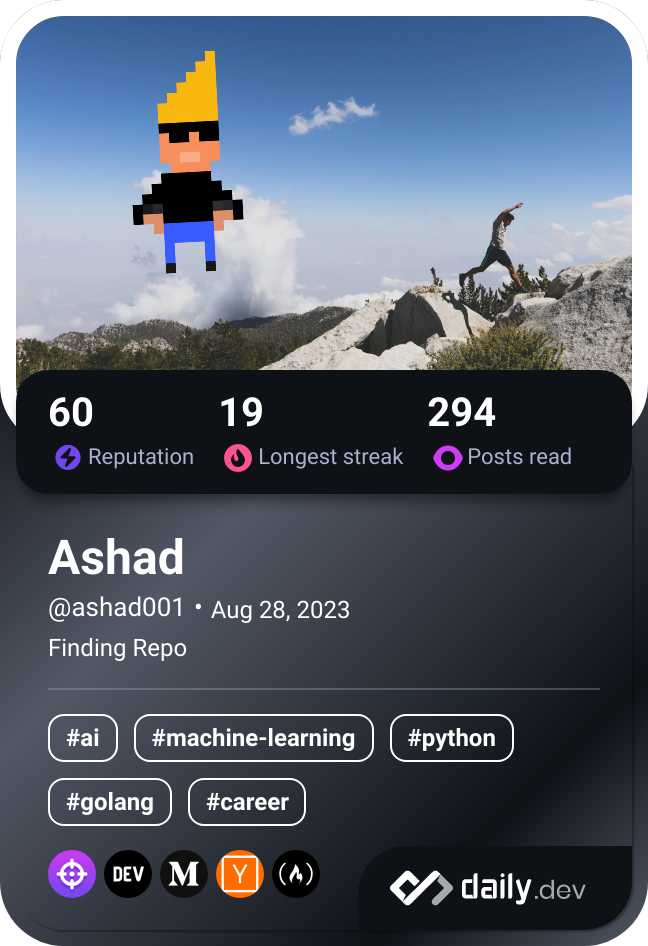 60 19 294
Reputation Longest streak Posts read
Ashad
@ashad001 • Aug 28, 2023
Finding Repo
#ai #machine-learning #python
#golang #career
DEV M Y
daily.dev